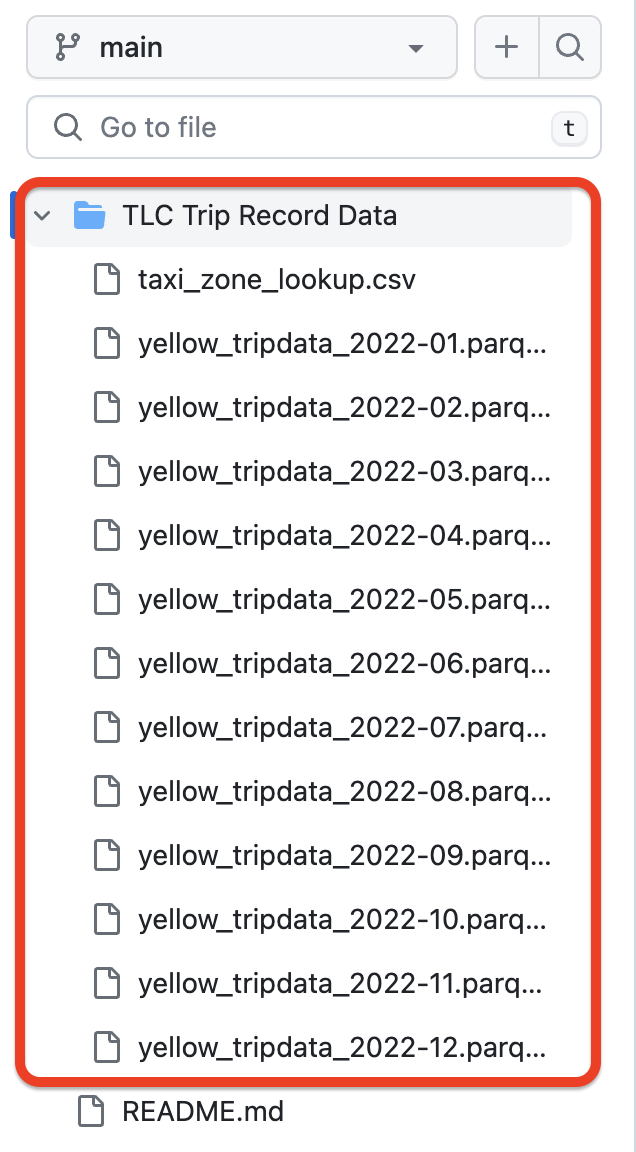 main
Go to file
t
TLC Trip Record Data
taxi_zone_lookup.csv
yellow_tripdata_2022-01.parq...
yellow_tripdata_2022-02.parq...
yellow_tripdata_2022-03.parq...
yellow_tripdata_2022-04.parq...
yellow_tripdata_2022-05.parq...
yellow_tripdata_2022-06.parq...
yellow_tripdata_2022-07.parq...
yellow_tripdata_2022-08.parq...
yellow_tripdata_2022-09.parq...
yellow_tripdata_2022-10.parq...
yellow_tripdata_2022-11.parq...
yellow_tripdata_2022-12.parq...
README.md